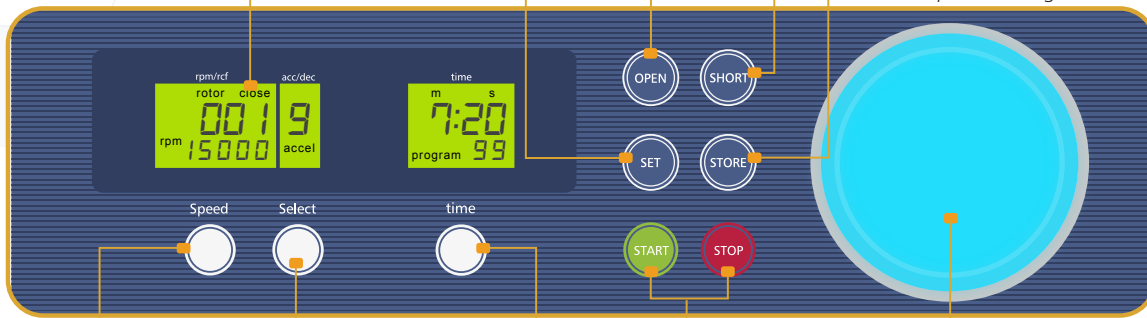 rpm/rcf acc/dec
rotor close
001 9
rpm 15000 accel
time
m s
7:20
program 99
OPEN SHORT
SET STORE
Speed Select time
START STOP